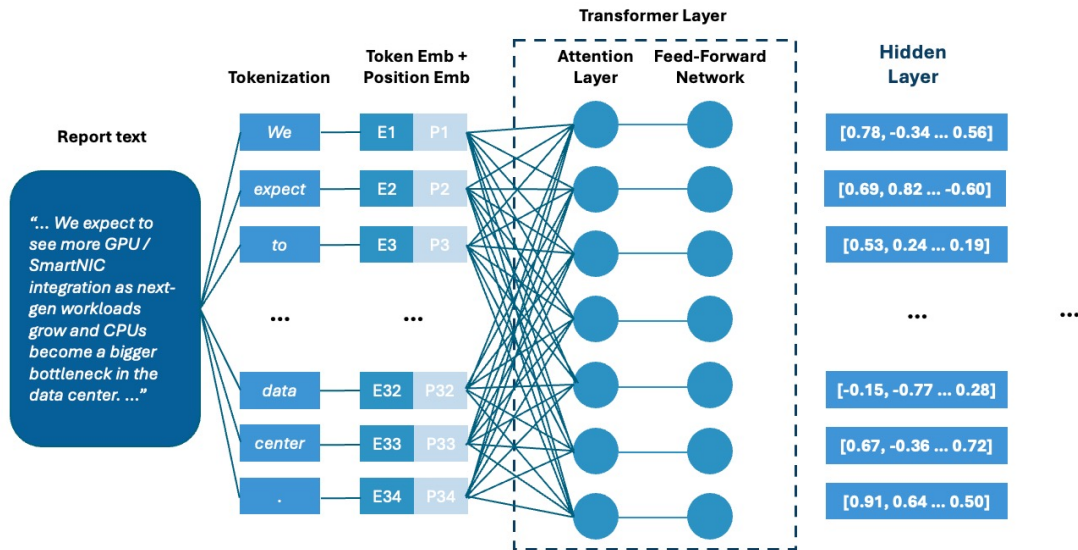 Transformer Layer
Token Emb +
Position Emb
Attention
Layer
Feed-Forward
Network
Hidden
Layer
Tokenization
Report text
We
E1 P1
[0.78, -0.34 ... 0.56]
expect
E2 P2
[0.69, 0.82 ... -0.60]
to
E3 P3
[0.53, 0.24 ... 0.19]
“... We expect to
see more GPU /
SmartNIC
integration as next-
gen workloads
grow and CPUs
become a bigger
bottleneck in the
data center. ...”
... ... ... ...
data
E32 P32
[-0.15, -0.77 ... 0.28]
center
E33 P33
[0.67, -0.36 ... 0.72]
.
E34 P34
[0.91, 0.64 ... 0.50]